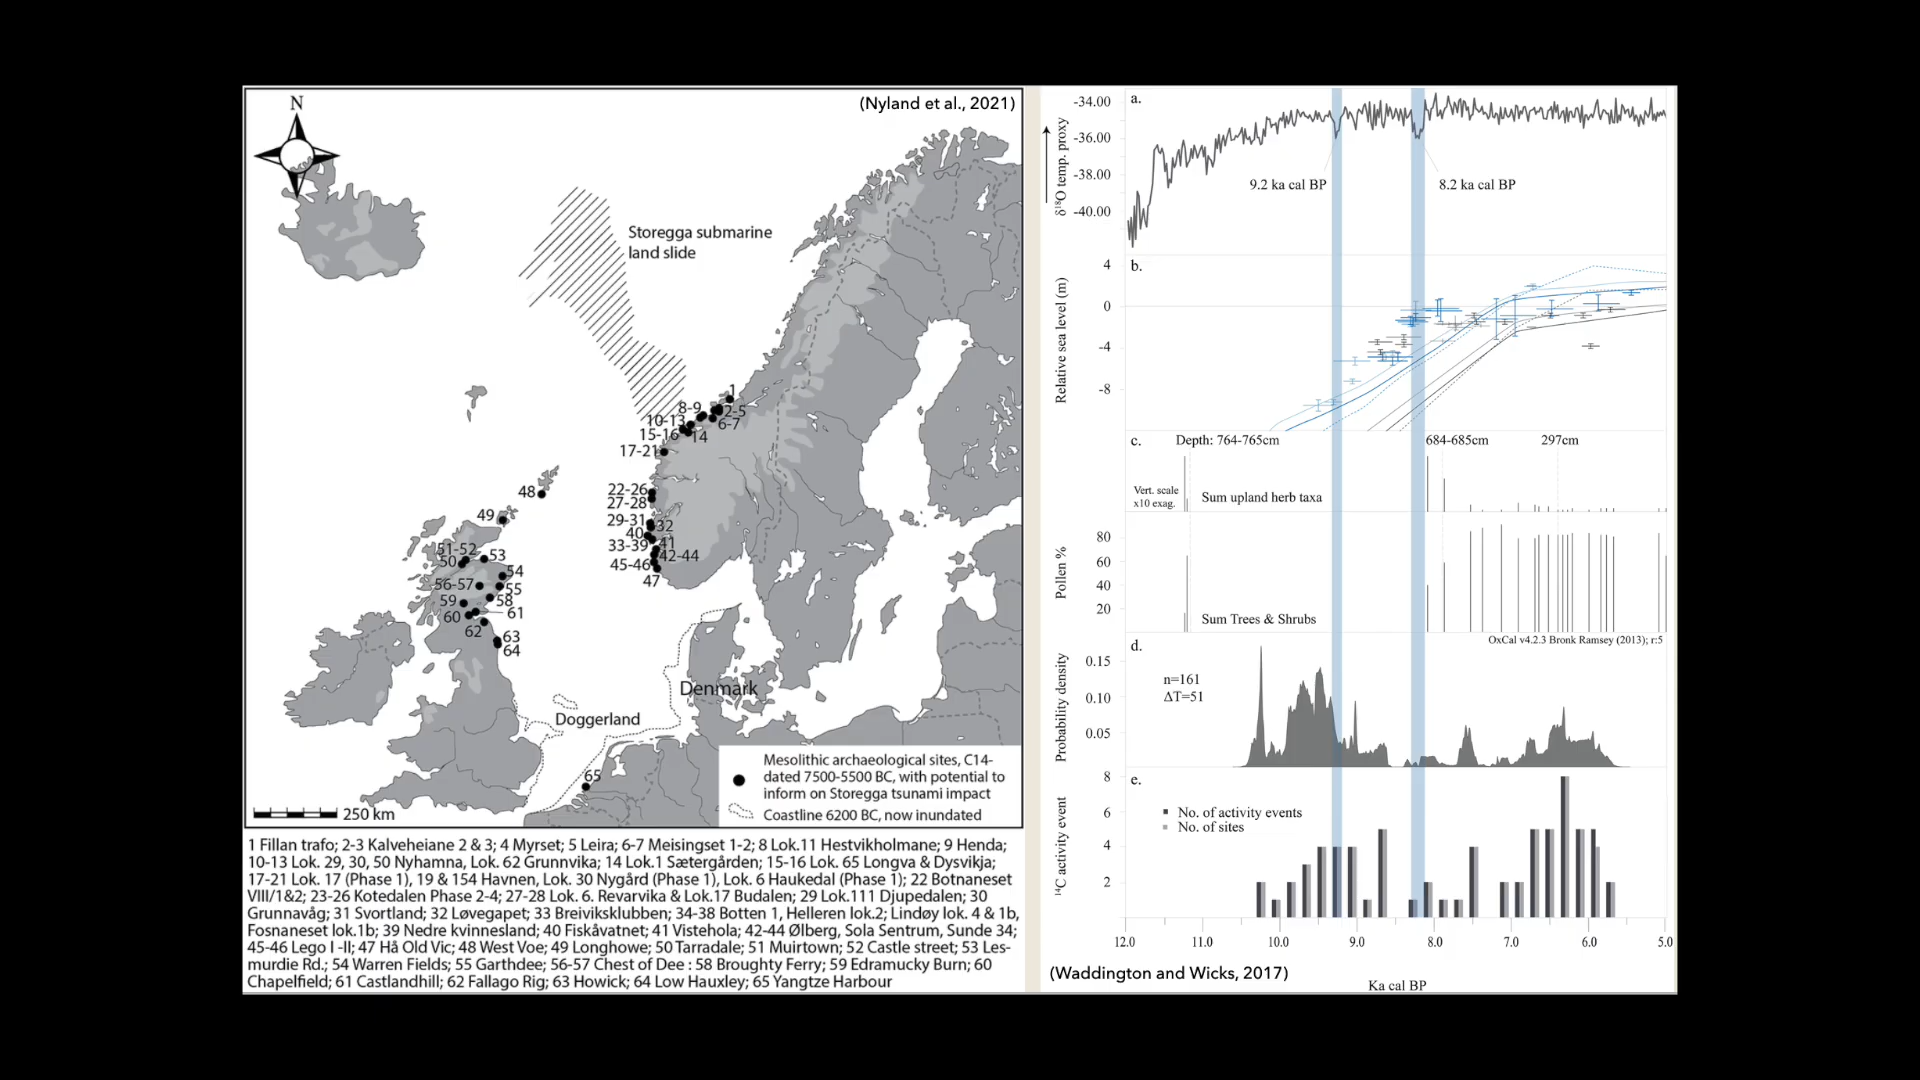 (Nyland et al., 2021)
N
Storegga submarine
land slide
1
2-5
8-9
6-7
10-13
15-16
14
17-21
22-26
27-28
29-31
32
40
41
33-39
42-44
45-46
47
48
49
51-52
50
53
54
56-57
55
59
58
60
61
62
63
64
65
Denmark
Doggerland
Mesolithic archaeological sites, C14-
dated 7500-5500 BC, with potential to
inform on Storegga tsunami impact
Coastline 6200 BC, now inundated
250 km
1 Fillan trafo; 2-3 Kalveheiane 2 & 3; 4 Myrset; 5 Leira; 6-7 Meisingset 1-2; 8 Lok.11 Hestvikholmane; 9 Henda;
10-13 Lok. 29, 30, 50 Nyhamna, Lok. 62 Grunnvika; 14 Lok.1 Sætergården; 15-16 Lok. 65 Longva & Dysvikja;
17-21 Lok. 17 (Phase 1), 19 & 154 Havnen, Lok. 30 Nygård (Phase 1), Lok. 6 Haukedal (Phase 1); 22 Botnaneset
VIII/1&2; 23-26 Kotedalen Phase 2-4; 27-28 Lok. 6. Revarvika & Lok.17 Budalen; 29 Lok.111 Djupedalen; 30
Grunnavåg; 31 Svortland; 32 Løvegapet; 33 Breiviksklubben; 34-38 Botten 1, Helleren lok.2; Lindøy lok. 4 & 1b,
Fosnaneset lok.1b; 39 Nedre kvinnesland; 40 Fiskåvatnet; 41 Vistehola; 42-44 Ølberg, Sola Sentrum, Sunde 34;
45-46 Lego I -II; 47 Hå Old Vic; 48 West Voe; 49 Longhowe; 50 Tarradale; 51 Muirtown; 52 Castle street; 53 Les-
murdie Rd.; 54 Warren Fields; 55 Garthdee; 56-57 Chest of Dee : 58 Broughty Ferry; 59 Edramucky Burn; 60
Chapelfield; 61 Castlandhill; 62 Fallago Rig; 63 Howick; 64 Low Hauxley; 65 Yangtze Harbour
a.
δ¹⁸O temp. proxy
-34.00
-36.00
-38.00
-40.00
9.2 ka cal BP
8.2 ka cal BP
b.
Relative sea level (m)
4
0
-4
-8
c.
Depth: 764-765cm
684-685cm
297cm
Vert. scale
x10 exag.
Sum upland herb taxa
Pollen %
80
60
40
20
Sum Trees & Shrubs
OxCal v4.2.3 Bronk Ramsey (2013); r:5
d.
Probability density
0.15
0.10
0.05
n=161
ΔT=51
e.
¹⁴C activity event
8
6
4
2
No. of activity events
No. of sites
12.0
11.0
10.0
9.0
8.0
7.0
6.0
5.0
(Waddington and Wicks, 2017)
Ka cal BP